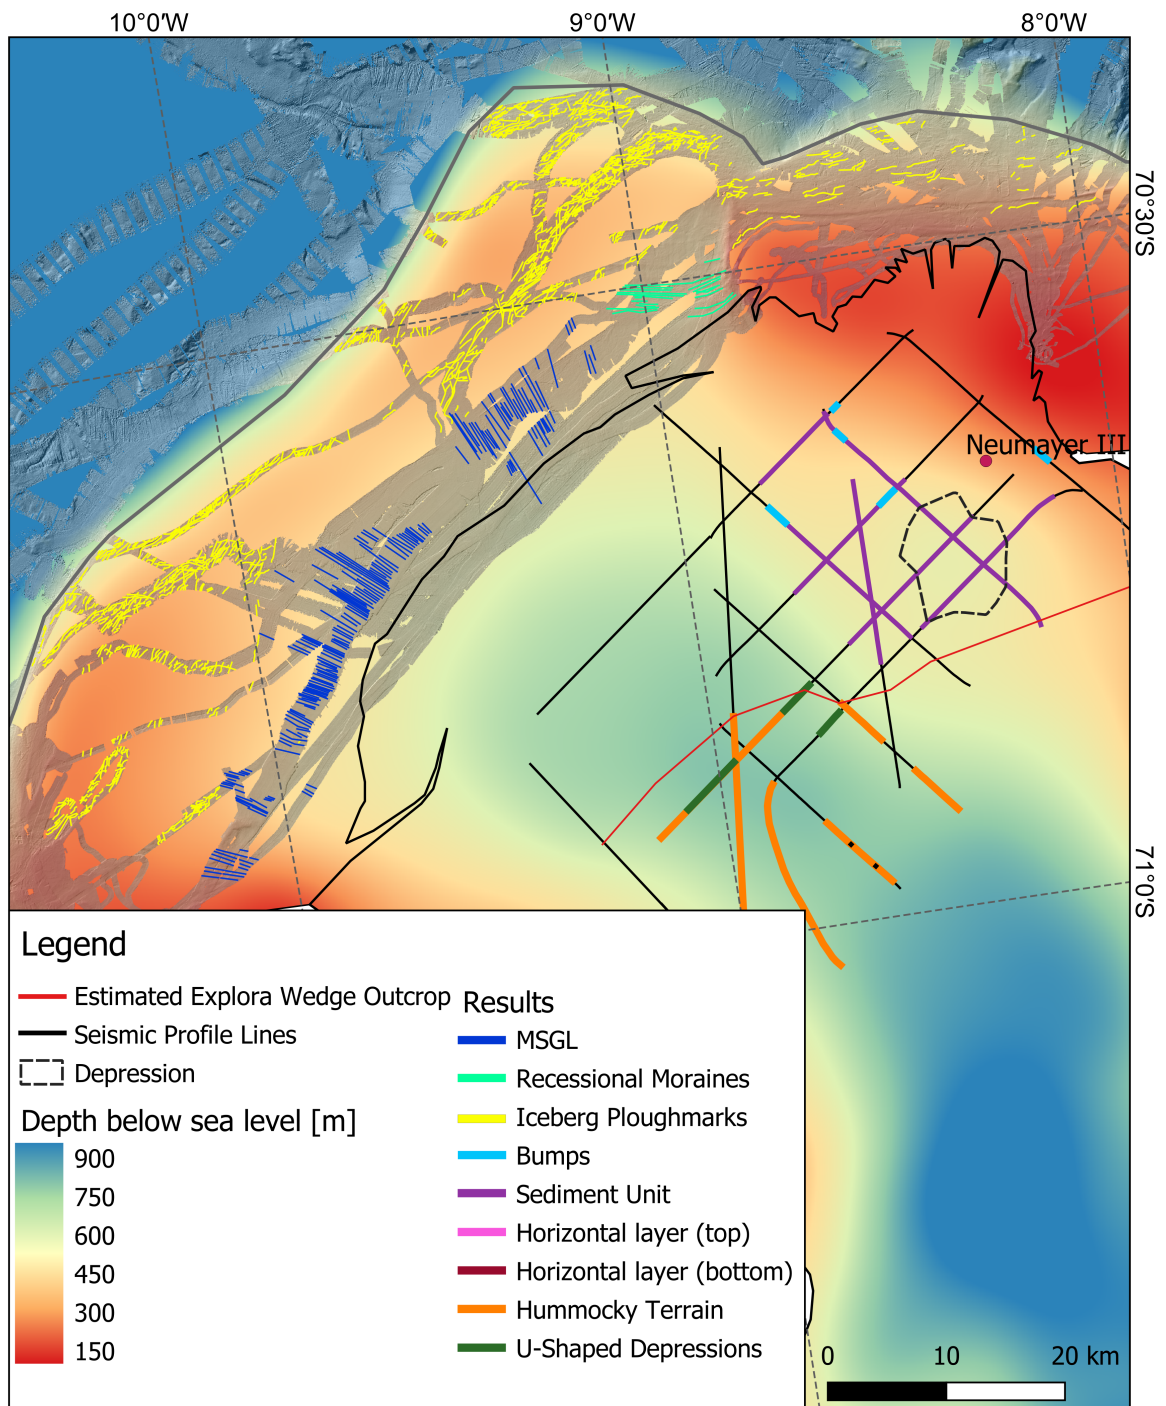 10°0'W
9°0'W
8°0'W
70°30'S
Neumayer III
71°0'S
Legend
Estimated Explora Wedge Outcrop
Seismic Profile Lines
Depression
Depth below sea level [m]
900
750
600
450
300
150
Results
MSGL
Recessional Moraines
Iceberg Ploughmarks
Bumps
Sediment Unit
Horizontal layer (top)
Horizontal layer (bottom)
Hummocky Terrain
U-Shaped Depressions
0 10 20 km